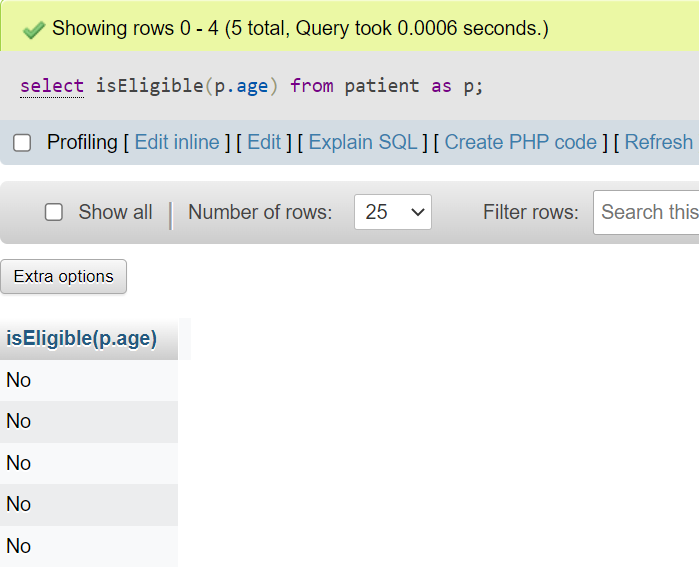 Showing rows 0 - 4 (5 total, Query took 0.0006 seconds.)
select isEligible(p.age) from patient as p;
Profiling [ Edit inline ] [ Edit ] [ Explain SQL ] [ Create PHP code ] [ Refresh
Show all Number of rows: 25 Filter rows: Search this
Extra options
isEligible(p.age)
No
No
No
No
No